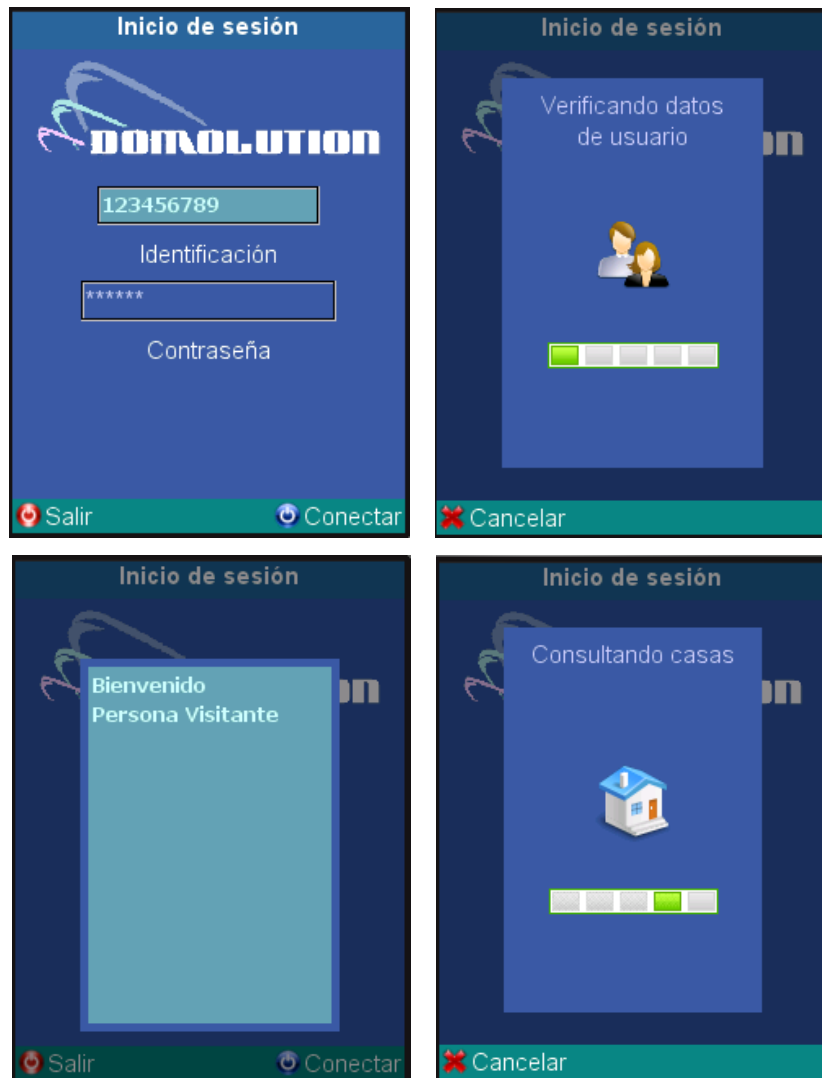 Inicio de sesión
DOMOLUTION
123456789
Identificación
******
Contraseña
Salir
Conectar
Inicio de sesión
Verificando datos
de usuario
Cancelar
Inicio de sesión
Bienvenido
Persona Visitante
Salir
Conectar
Inicio de sesión
Consultando casas
Cancelar